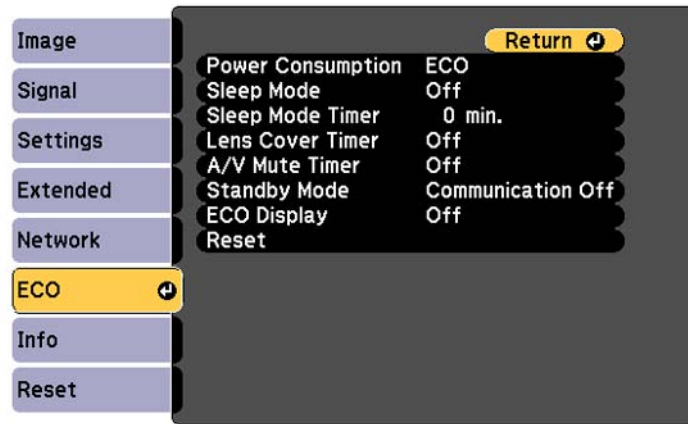 Image
Signal
Settings
Extended
Network
ECO
Info
Reset
Return
Power Consumption ECO
Sleep Mode Off
Sleep Mode Timer 0 min.
Lens Cover Timer Off
A/V Mute Timer Off
Standby Mode Communication Off
ECO Display Off
Reset